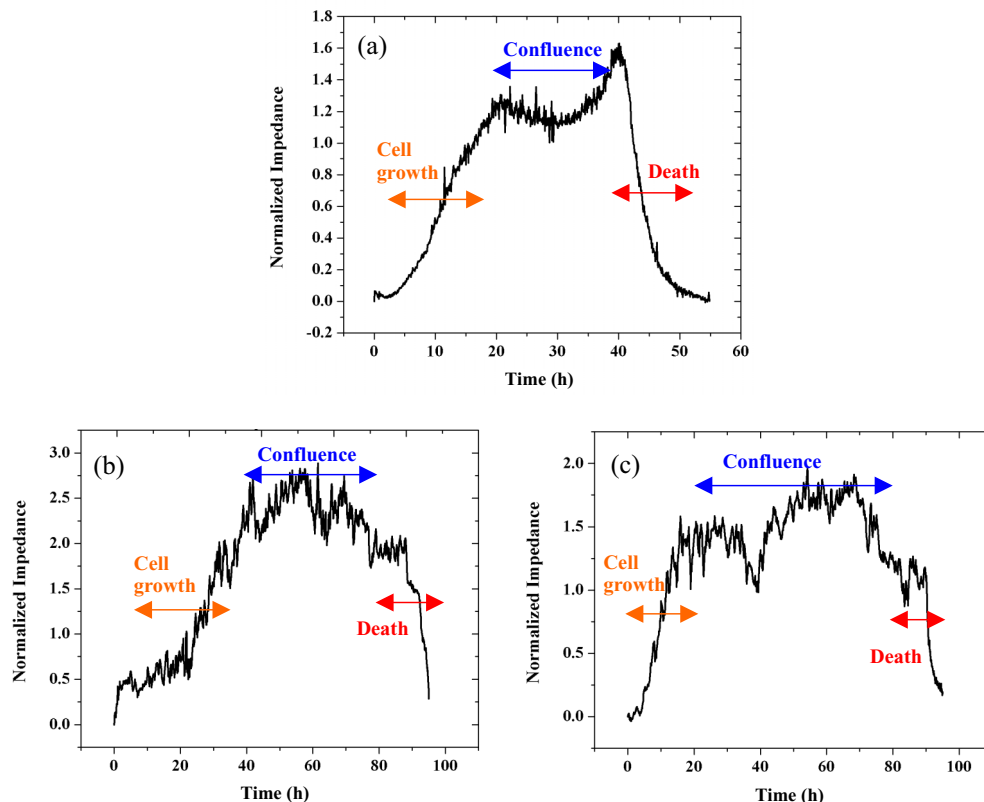 (a)
Confluence
Cell
growth
Death
Normalized Impedance
1.8
1.6
1.4
1.2
1.0
0.8
0.6
0.4
0.2
0.0
-0.2
0 10 20 30 40 50 60
Time (h)
(b)
Confluence
Cell
growth
Death
Normalized Impedance
3.0
2.5
2.0
1.5
1.0
0.5
0.0
0 20 40 60 80 100
Time (h)
(c)
Confluence
Cell
growth
Death
Normalized Impedance
2.0
1.5
1.0
0.5
0.0
0 20 40 60 80 100
Time (h)